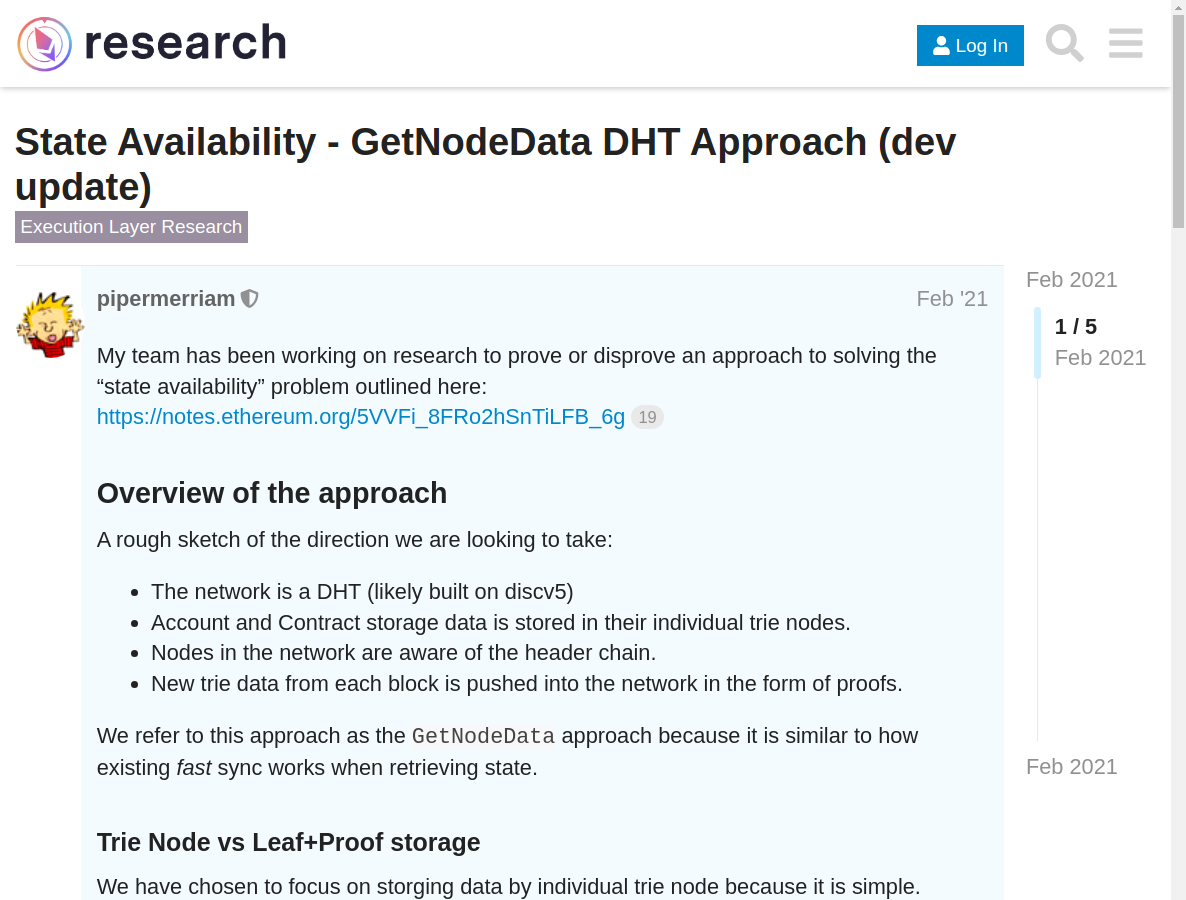 research
Log In
State Availability - GetNodeData DHT Approach (dev
update)
Execution Layer Research
pipermerriam
Feb '21
My team has been working on research to prove or disprove an approach to solving the
“state availability” problem outlined here:
https://notes.ethereum.org/5VVFi_8FRo2hSnTiLFB_6g 19
Overview of the approach
A rough sketch of the direction we are looking to take:
• The network is a DHT (likely built on discv5)
• Account and Contract storage data is stored in their individual trie nodes.
• Nodes in the network are aware of the header chain.
• New trie data from each block is pushed into the network in the form of proofs.
We refer to this approach as the GetNodeData approach because it is similar to how
existing fast sync works when retrieving state.
Trie Node vs Leaf+Proof storage
We have chosen to focus on storging data by individual trie node because it is simple.
Feb 2021
1 / 5
Feb 2021
Feb 2021